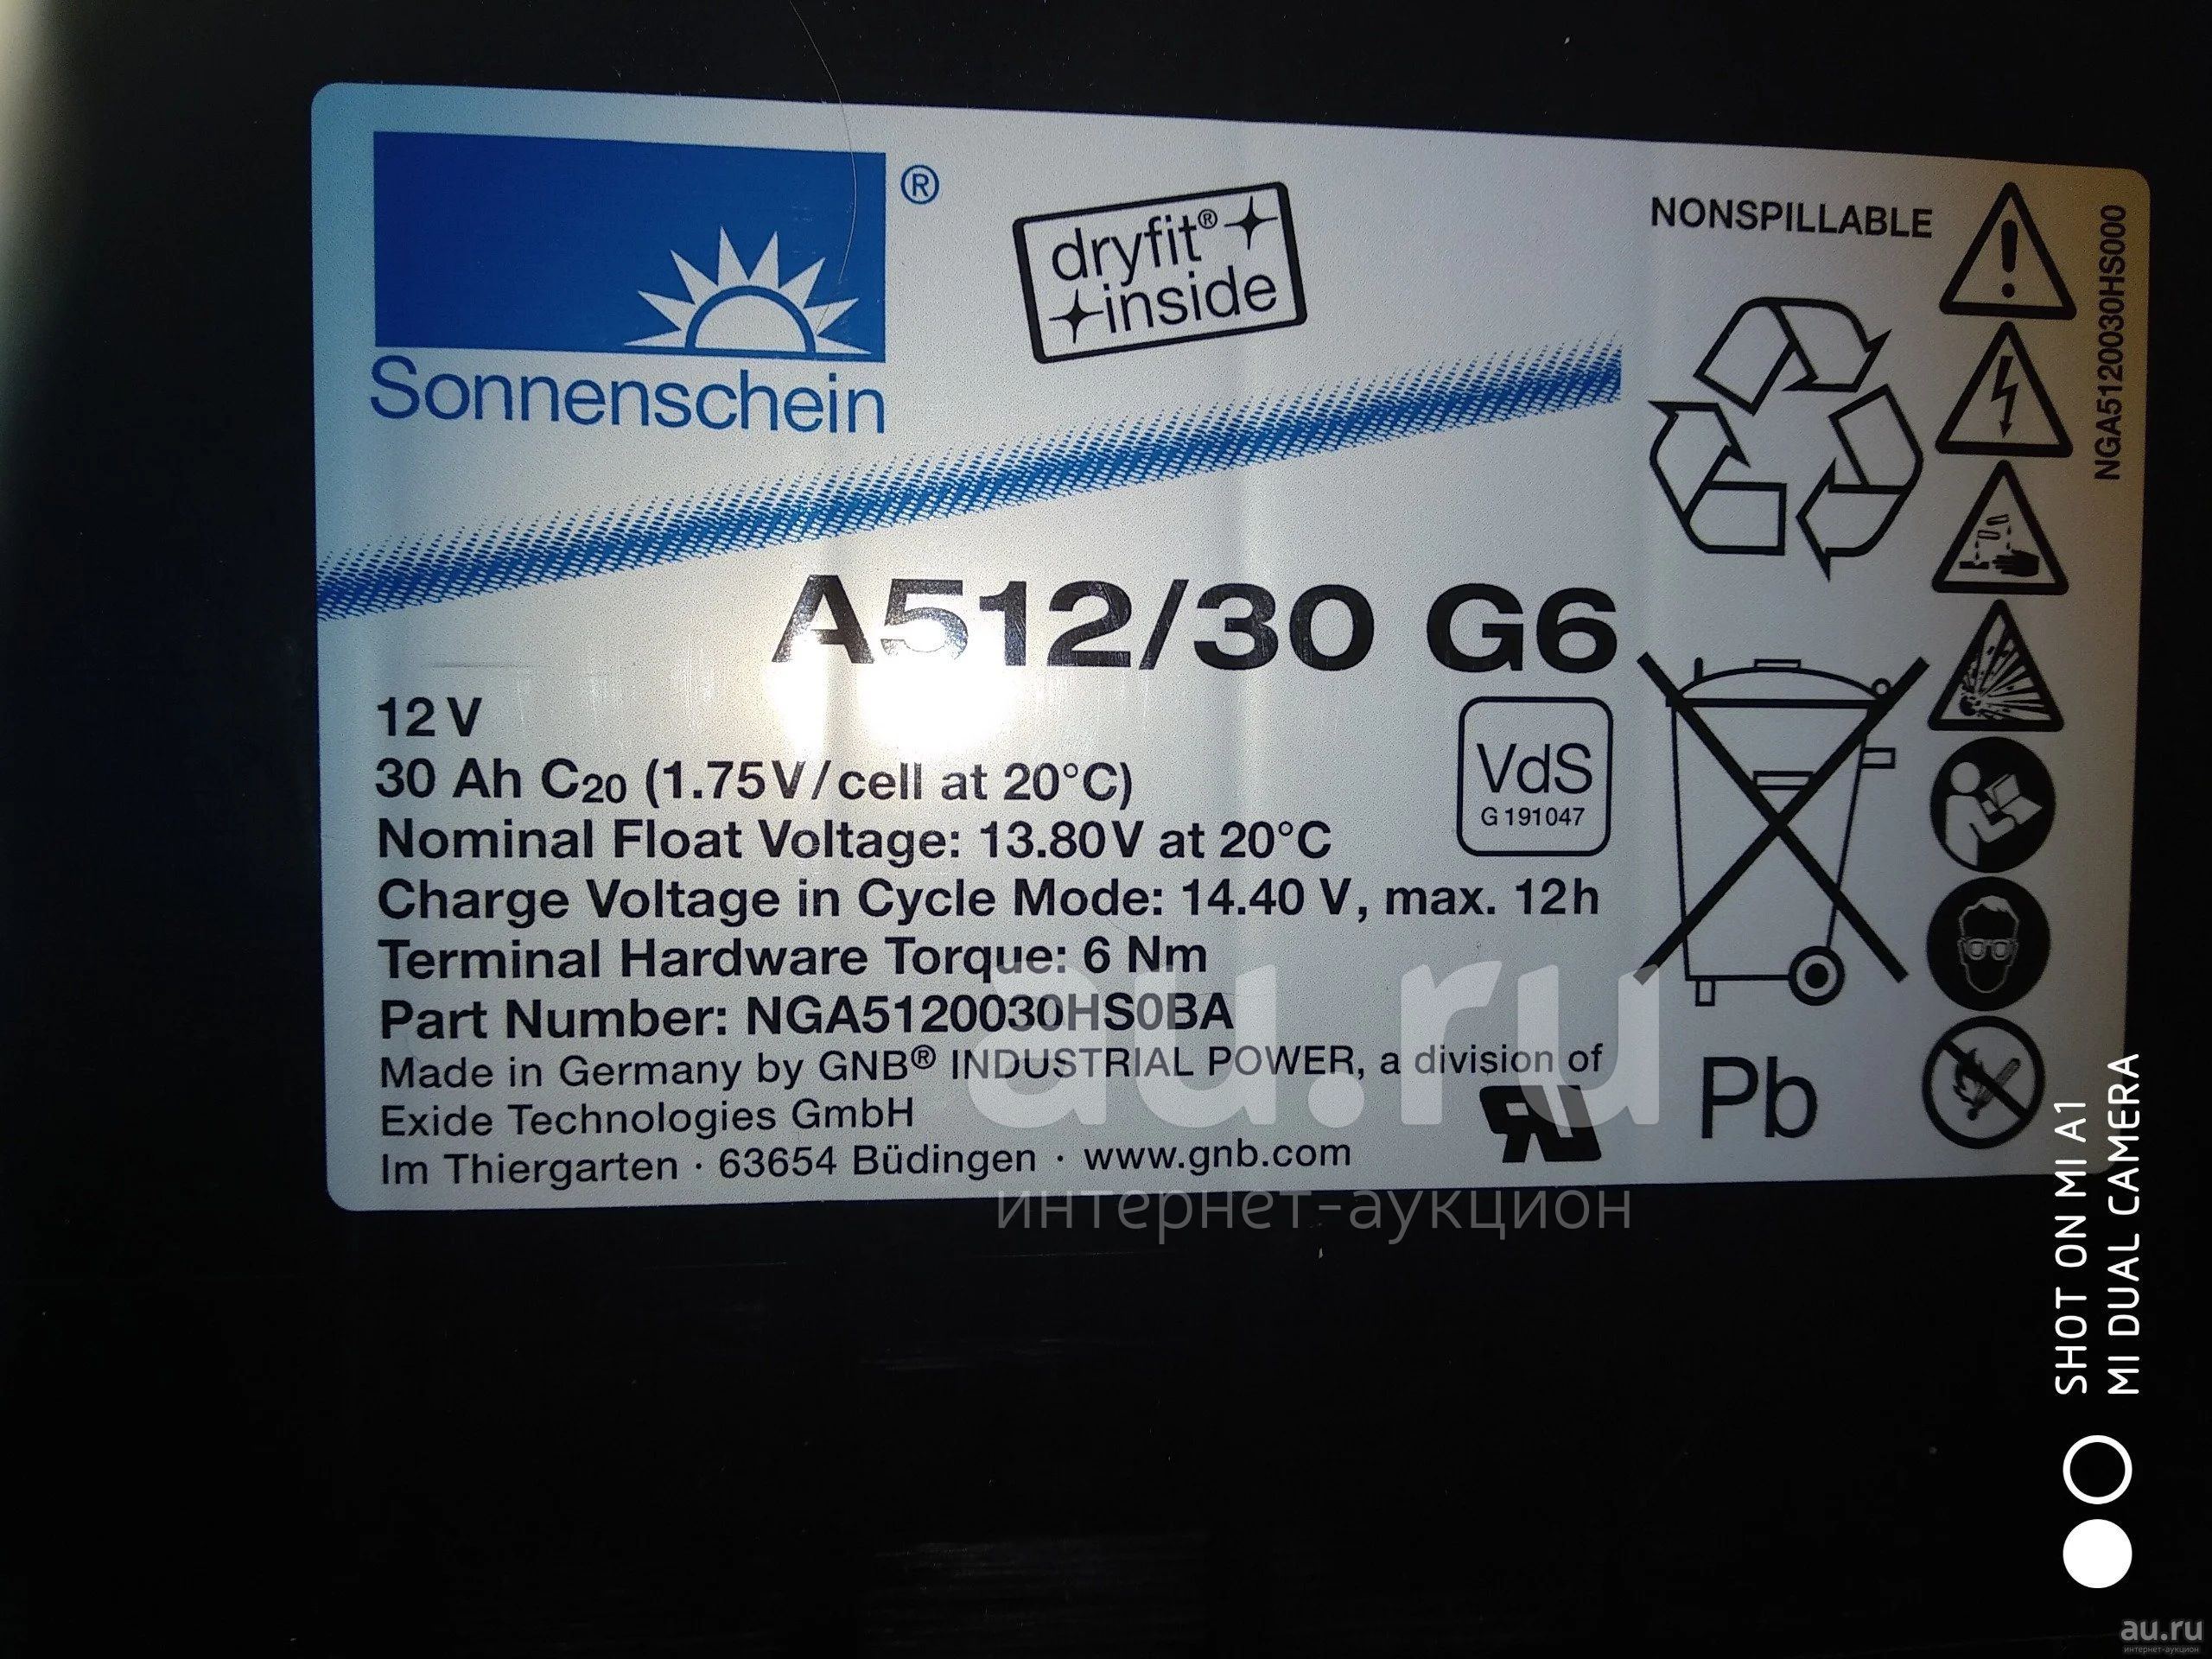 Sonnenschein
®
dryfit®
inside
NONSPILLABLE
NGA5120030HS000
A512/30 G6
12 V
30 Ah C20 (1.75V/cell at 20°C)
Nominal Float Voltage: 13.80V at 20°C
Charge Voltage in Cycle Mode: 14.40 V, max. 12h
Terminal Hardware Torque: 6 Nm
Part Number: NGA5120030HS0BA
Made in Germany by GNB® INDUSTRIAL POWER, a division of
Exide Technologies GmbH
Im Thiergarten · 63654 Büdingen · www.gnb.com
VdS
G 191047
Pb
au.ru
интернет-аукцион
SHOT ON MI A1
MI DUAL CAMERA
au.ru
интернет-аукцион